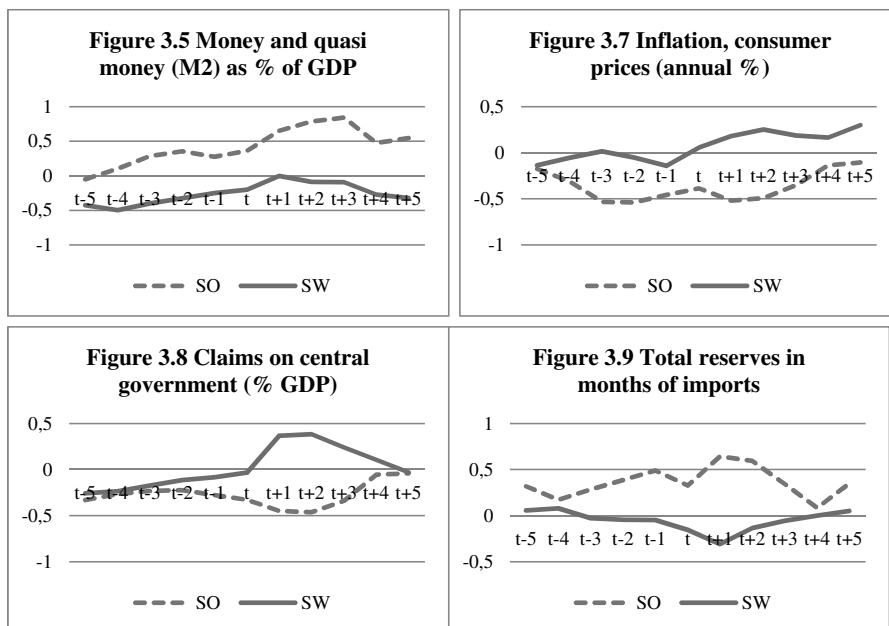 Figure 3.5 Money and quasi
money (M2) as % of GDP
1
0,5
0
-0,5
-1
t-5 t-4 t-3 t-2 t-1 t t+1 t+2 t+3 t+4 t+5
SO SW
Figure 3.7 Inflation, consumer
prices (annual %)
0,5
0
-0,5
-1
t-5 t-4 t-3 t-2 t-1 t t+1 t+2 t+3 t+4 t+5
SO SW
Figure 3.8 Claims on central
government (% GDP)
0,5
0
-0,5
-1
t-5 t-4 t-3 t-2 t-1 t t+1 t+2 t+3 t+4 t+5
SO SW
Figure 3.9 Total reserves in
months of imports
1
0,5
0
-0,5
t-5 t-4 t-3 t-2 t-1 t t+1 t+2 t+3 t+4 t+5
SO SW